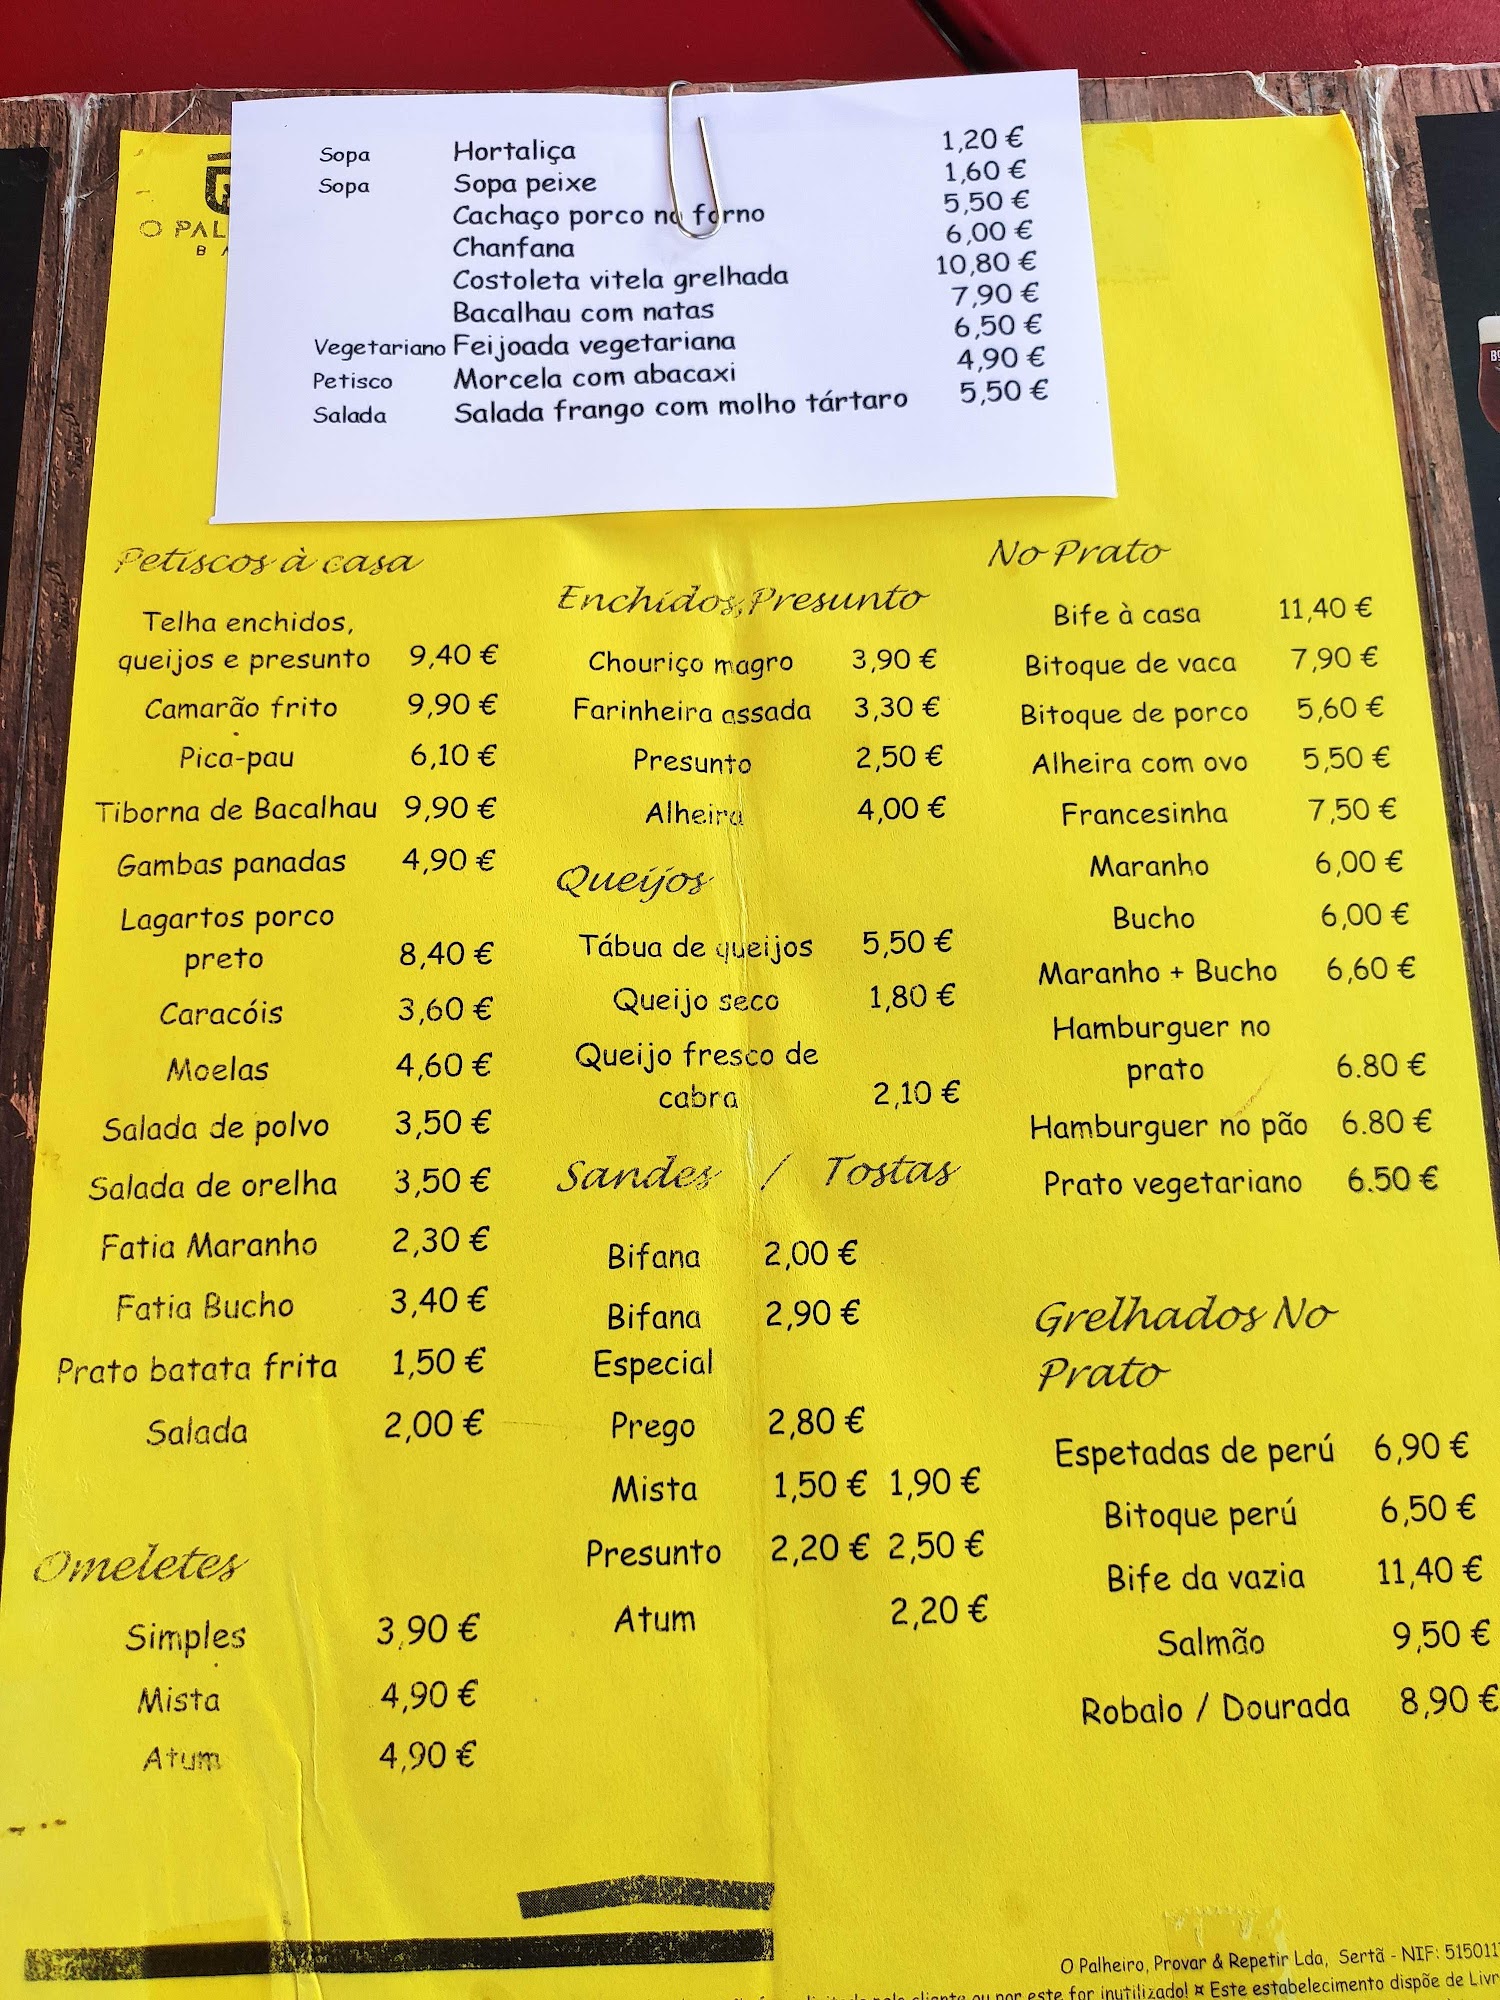 Sopa Hortaliça 1,20 €
Sopa Sopa peixe 1,60 €
Cachaço porco no forno 5,50 €
Chanfana 6,00 €
Costoleta vitela grelhada 10,80 €
Bacalhau com natas 7,90 €
Vegetariano Feijoada vegetariana 6,50 €
Petisco Morcela com abacaxi 4,90 €
Salada Salada frango com molho tártaro 5,50 €
O PAL
B
Petiscos à casa
Telha enchidos,
queijos e presunto 9,40 €
Camarão frito 9,90 €
Pica-pau 6,10 €
Tiborna de Bacalhau 9,90 €
Gambas panadas 4,90 €
Lagartos porco
preto 8,40 €
Caracóis 3,60 €
Moelas 4,60 €
Salada de polvo 3,50 €
Salada de orelha 3,50 €
Fatia Maranho 2,30 €
Fatia Bucho 3,40 €
Prato batata frita 1,50 €
Salada 2,00 €
Omeletes
Simples 3,90 €
Mista 4,90 €
Atum 4,90 €
Enchidos,Presunto
Chouriço magro 3,90 €
Farinheira assada 3,30 €
Presunto 2,50 €
Alheira 4,00 €
Queijos
Tábua de queijos 5,50 €
Queijo seco 1,80 €
Queijo fresco de
cabra 2,10 €
Sandes / Tostas
Bifana 2,00 €
Bifana 2,90 €
Especial
Prego 2,80 €
Mista 1,50 € 1,90 €
Presunto 2,20 € 2,50 €
Atum 2,20 €
No Prato
Bife à casa 11,40 €
Bitoque de vaca 7,90 €
Bitoque de porco 5,60 €
Alheira com ovo 5,50 €
Francesinha 7,50 €
Maranho 6,00 €
Bucho 6,00 €
Maranho + Bucho 6,60 €
Hamburguer no
prato 6.80 €
Hamburguer no pão 6.80 €
Prato vegetariano 6.50 €
Grelhados No
Prato
Espetadas de perú 6,90 €
Bitoque perú 6,50 €
Bife da vazia 11,40 €
Salmão 9,50 €
Robalo / Dourada 8,90 €
O Palheiro, Provar & Repetir Lda, Sertã - NIF: 515011
pelo cliente ou por este for inutilizado! ¤ Este estabelecimento dispõe de Livr